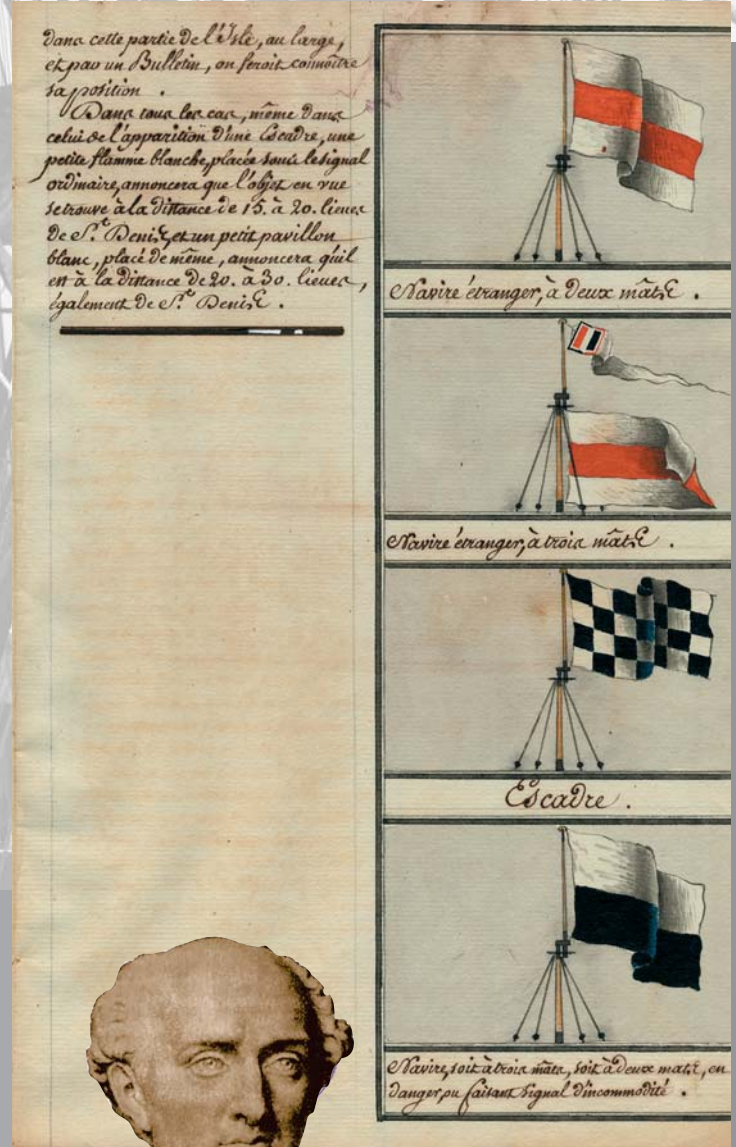 dans cette partie de l'Isle, au large,
et par un Bulletin, on feroit connoitre
sa position .
Dans tous les cas, même dans
celui de l'apparition d'une Escadre, une
petite flamme blanche, placée sous le signal
ordinaire, annoncera que l'objet en vue
se trouve à la distance de 15. à 20. lieues
de St. Denis, et un petit pavillon
blanc, placé de même, annoncera qu'il
est à la distance de 20. à 30. lieues,
également de St. Denis .
Navire étranger, à deux mâts .
Navire étranger, à trois mâts .
Escadre .
Navire, soit à trois mâts, soit à deux mats, en
danger, ou faisant signal d'incommodité .